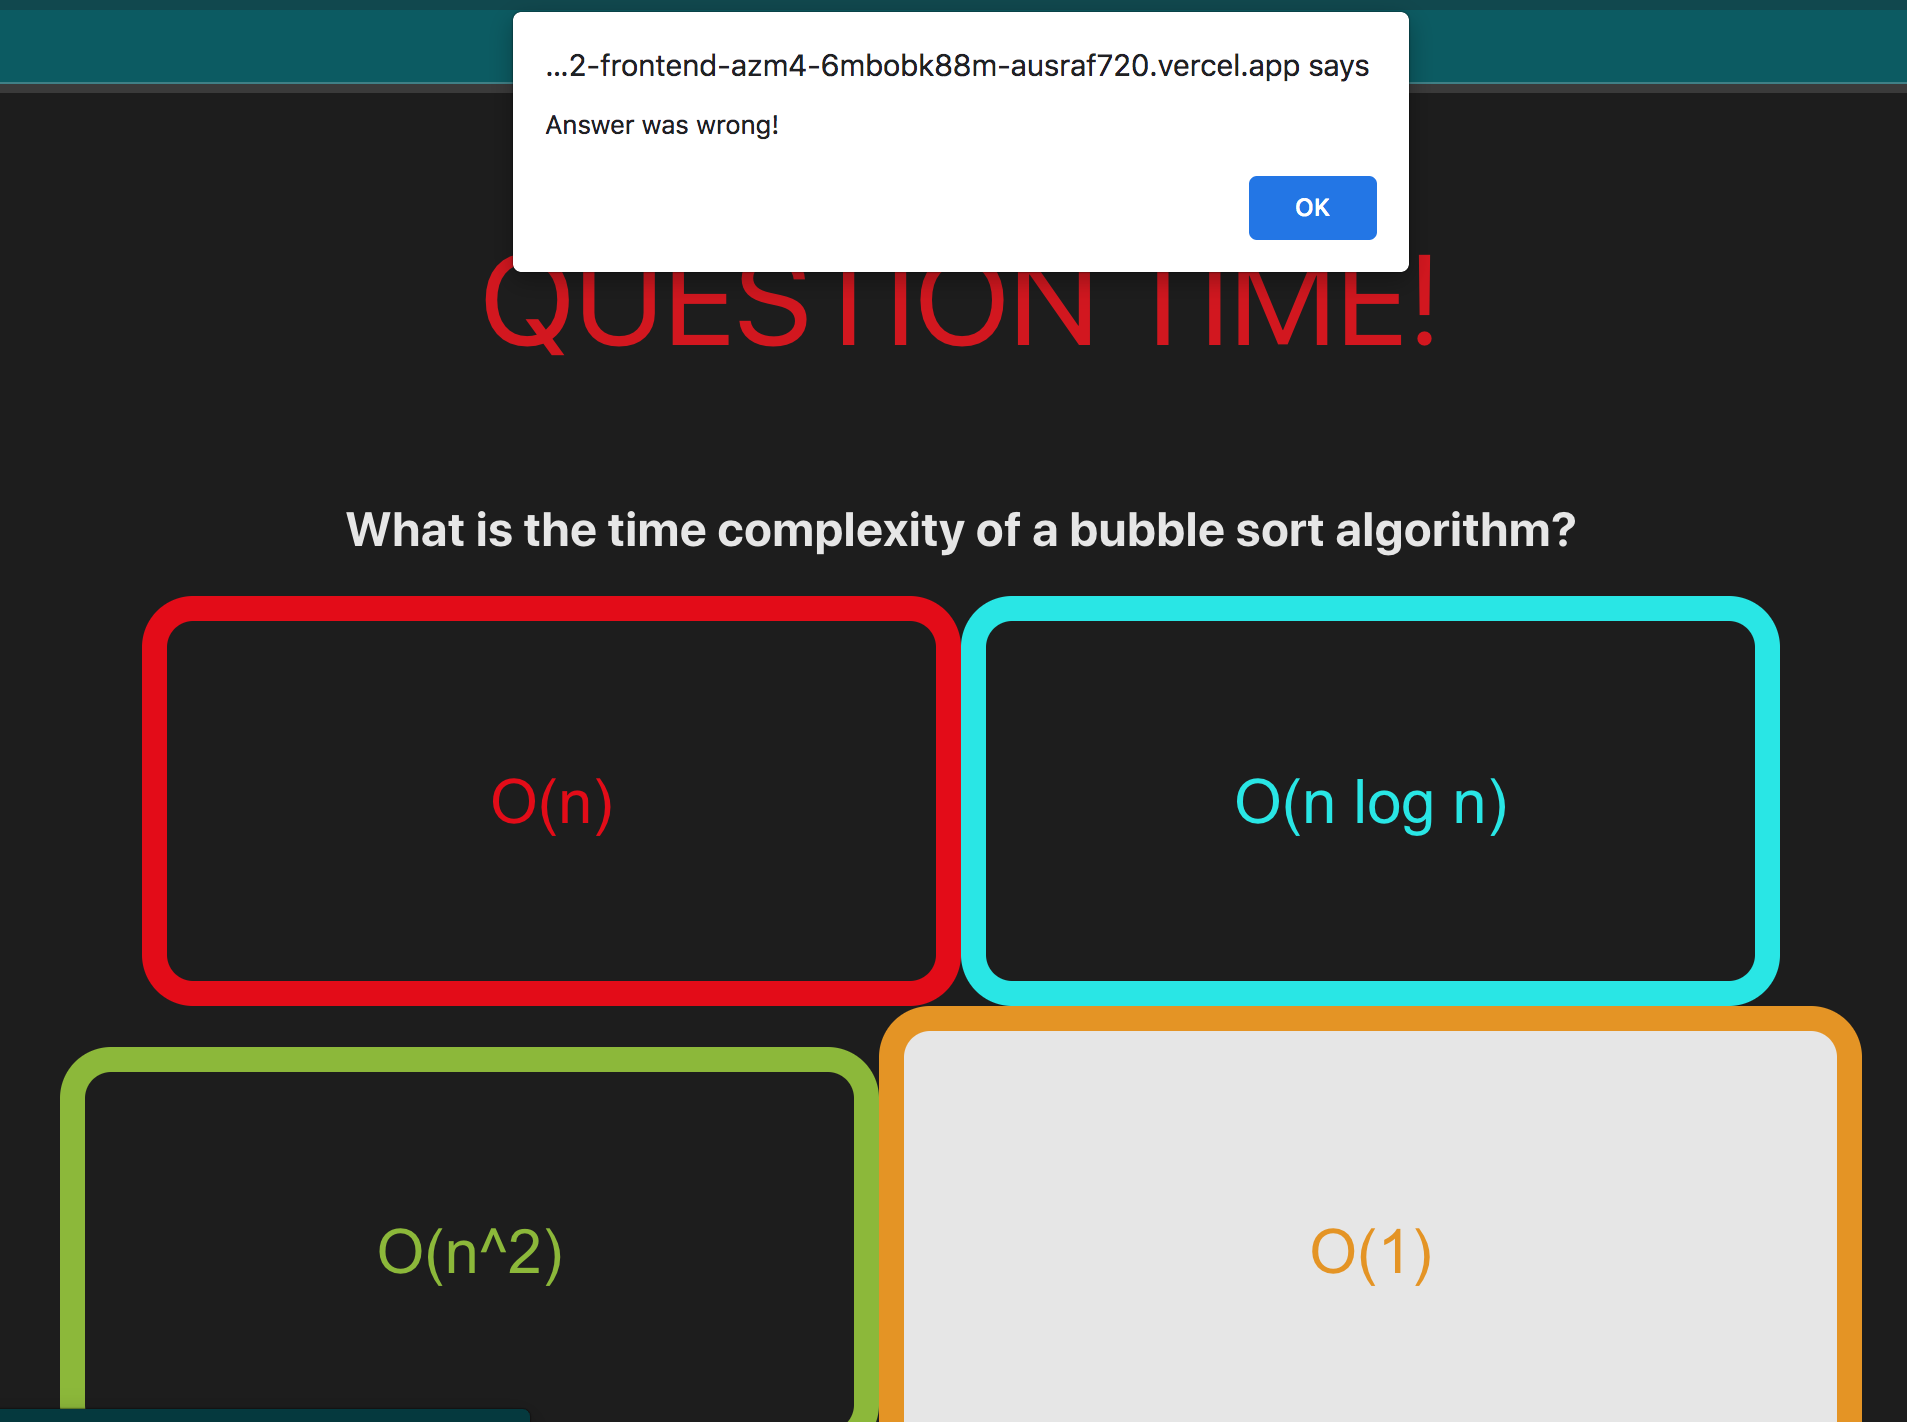 ...2-frontend-azm4-6mbobk88m-ausraf720.vercel.app says
Answer was wrong!
OK
QUESTION TIME!
What is the time complexity of a bubble sort algorithm?
O(n)
O(n log n)
O(n^2)
O(1)